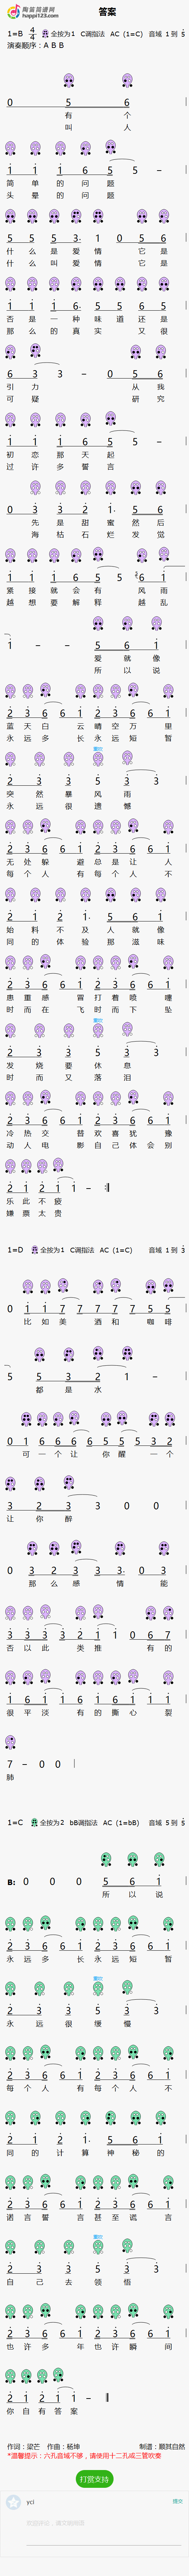 陶笛简谱网
huppi123.com
答案
1=B 4/4 全按为1 C调指法 AC (1=C) 音域 1 到 5
演奏顺序：A B B
0 5 6
有 个
叫 人
1 1 1 6 5 5 –
简 单 的 问 题
头 晕 的 问 题
5 5 5 3· 1 0 5 6
什 么 是 爱 情 它 是
什 么 叫 爱 情 它 是
1 1 1 6· 5 5 6 5
否 是 一 种 味 道 还 是
那 么 的 真 实 又 很
6 3 3 – 0 5 6
引 力 从 我
可 疑 研 究
1 1 1 6 5 5 –
初 恋 那 天 起
过 许 多 誓 言
0 3 3 2 1· 5 6
先 是 甜 蜜 然 后
海 枯 石 烂 发 觉
1 1 1 6 5 5 6 1
紧 接 就 会 有 风 雨
越 想 要 解 释 越 乱
1 – – 5 6 1
爱 就 像
所 以 说
2 3 6 6 1 2 3 6 6 1
蓝 天 白 云 晴 空 万 里
永 远 多 长 永 远 短 暂
2 3 3 5 3 3
突 然 暴 风 雨
永 远 很 遗 憾
2 3 6 6 1 2 3 6 6 1
无 处 躲 避 总 是 让 人
每 个 人 有 每 个 人 不
2 1 2 1· 5 6 1
始 料 不 及 人 就 像
同 的 体 验 那 滋 味
2 3 6 6 1 2 3 6 6 1
患 重 感 冒 打 着 喷 嚏
时 而 在 飞 时 而 下 坠
2 3 3 5 3 3
发 烧 要 休 息
时 而 又 落 泪
2 3 6 6 1 2 3 6 6 1
冷 热 交 替 欢 喜 犹 豫
动 人 电 影 自 己 体 会 别
2 1 2 1 1 – :‖
乐 此 不 疲
嫌 票 太 贵
1=D 全按为1 C调指法 AC (1=C) 音域 1 到 3
0 1 1 7 7 7 7 5 5
比 如 美 酒 和 咖 啡
5 5 3 2 1 –
都 是 水
0 1 6 6 6 6 5 5 5 3 2
可 一 个 让 你 醒 一 个
3 2 3 3 0 0
让 你 醉
0 3 2 3 3 3· 0 3
那 么 感 情 能
3 3 3 3 2 1 1 0 6 7
否 以 此 类 推 有 的
1 6 1 1 6 1 6 1 1 1
很 平 淡 有 的 撕 心 裂
7 – 0 0
肺
1=C 全按为2 bB调指法 AC (1=bB) 音域 5 到 5
B: 0 0 0 5 6 1
所 以 说
2 3 6 6 1 2 3 6 6 1
永 远 多 长 永 远 短 暂
2 3 3 5 3 3
永 远 很 缓 慢
2 3 6 6 1 2 3 6 6 1
每 个 人 有 每 个 人 不
2 1 2 1· 5 6 1
同 的 计 算 神 秘 的
2 3 6 6 1 2 3 6 6 1
诺 言 誓 言 甚 至 谎 言
2 3 3 5 3 3
自 己 去 领 悟
2 3 6 6 1 2 3 6 6 1
也 许 多 年 也 许 瞬 间
2 1 2 1 1 –
你 自 有 答 案
作词：梁芒 作曲：杨坤 制谱：顺其自然
*温馨提示：六孔音域不够，请使用十二孔或三管吹奏
打赏支持
ycl
提交